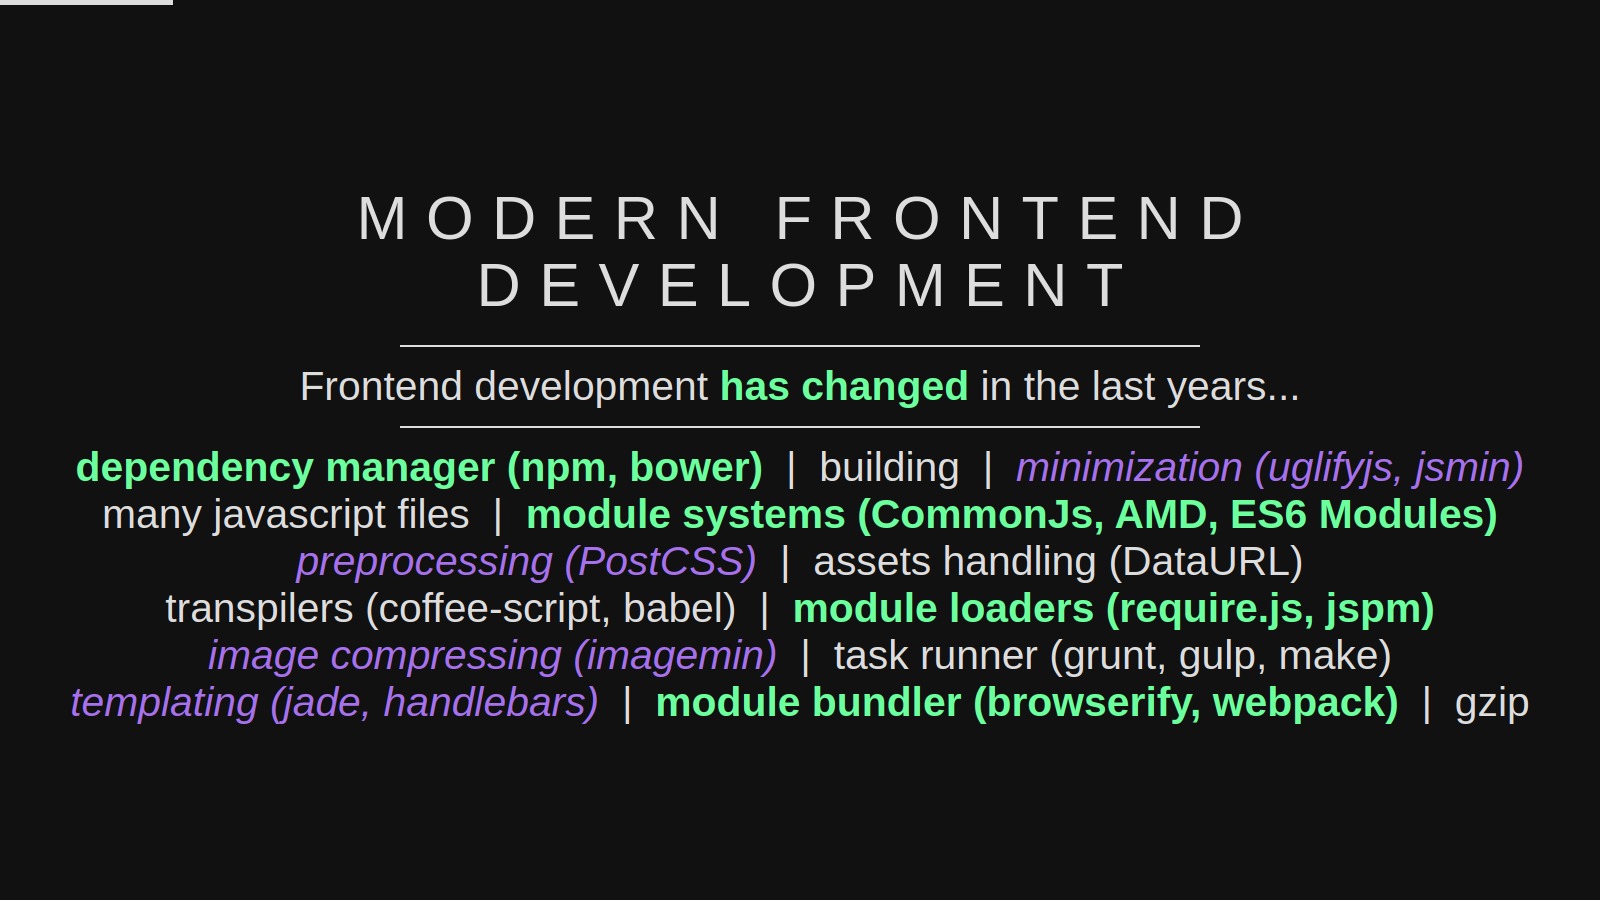 MODERN FRONTEND
DEVELOPMENT
Frontend development has changed in the last years...
dependency manager (npm, bower) | building | minimization (uglifyjs, jsmin)
many javascript files | module systems (CommonJs, AMD, ES6 Modules)
preprocessing (PostCSS) | assets handling (DataURL)
transpilers (coffee-script, babel) | module loaders (require.js, jspm)
image compressing (imagemin) | task runner (grunt, gulp, make)
templating (jade, handlebars) | module bundler (browserify, webpack) | gzip